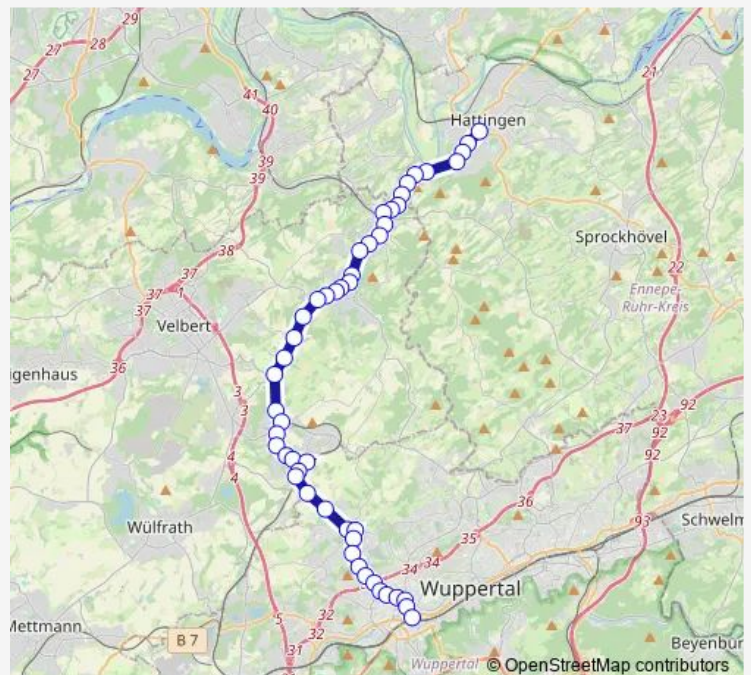 29
28
27
27
21
41
40
Hattingen
39
39
Sprockhövel
38
37
22
37
1
Ennepe-
Ruhr-Kreis
37
Velbert
36
igenhaus
3
3
92
23
92
37
92
4
4
36
93
Schwelm
Wülfrath
35
34
34
Wuppertal
32
5
32
Mettmann
B 7
31
Beyenbur
Wuppertal
© OpenStreetMap contributors